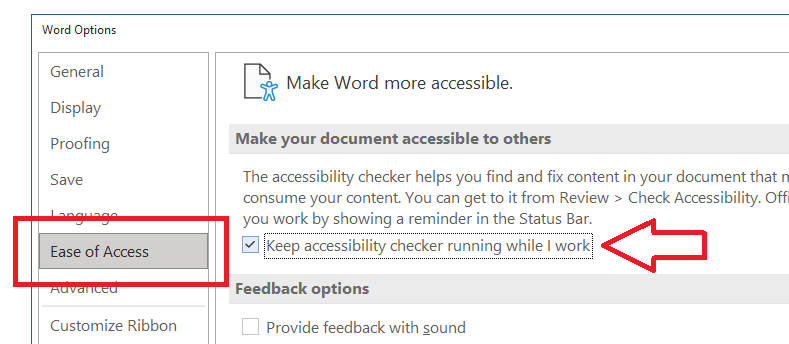 Word Options
General
Display
Proofing
Save
Language
Ease of Access
Advanced
Customize Ribbon
Make Word more accessible.
Make your document accessible to others
The accessibility checker helps you find and fix content in your document that
consume your content. You can get to it from Review > Check Accessibility.
you work by showing a reminder in the Status Bar.
Keep accessibility checker running while I work
Feedback options
Provide feedback with sound